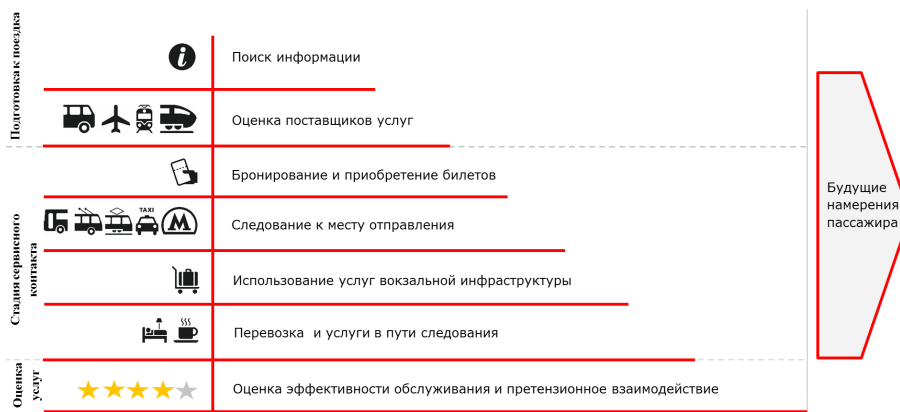 Подготовка к поездка
Поиск информации
Оценка поставщиков услуг
Стадия сервисного
контакта
Бронирование и приобретение билетов
TAXI
М
Следование к месту отправления
Использование услуг вокзальной инфраструктуры
Перевозка и услуги в пути следования
Оценка
услуг
Оценка эффективности обслуживания и претензионное взаимодействие
Будущие
намерения
пассажира